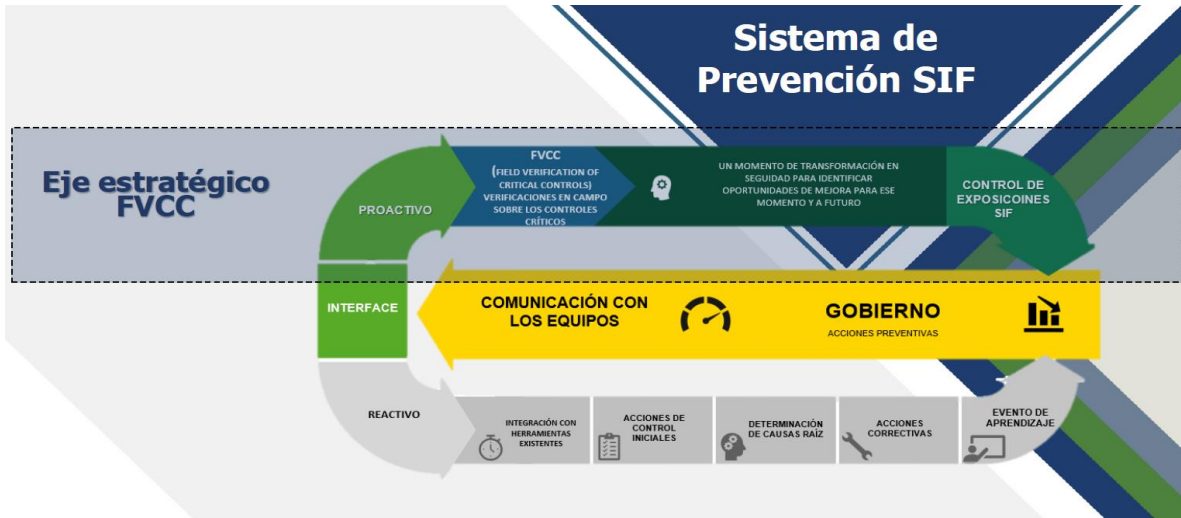 Sistema de
Prevención SIF
Eje estratégico
FVCC
PROACTIVO
FVCC
(FIELD VERIFICATION OF
CRITICAL CONTROLS)
VERIFICACIONES EN CAMPO
SOBRE LOS CONTROLES
CRÍTICOS
UN MOMENTO DE TRANSFORMACIÓN EN
SEGUIDAD PARA IDENTIFICAR
OPORTUNIDADES DE MEJORA PARA ESE
MOMENTO Y A FUTURO
CONTROL DE
EXPOSICOINES
SIF
INTERFACE
COMUNICACIÓN CON
LOS EQUIPOS
GOBIERNO
ACCIONES PREVENTIVAS
REACTIVO
INTEGRACIÓN CON
HERRAMIENTAS
EXISTENTES
ACCIONES DE
CONTROL
INICIALES
DETERMINACIÓN
DE CAUSAS RAÍZ
ACCIONES
CORRECTIVAS
EVENTO DE
APRENDIZAJE